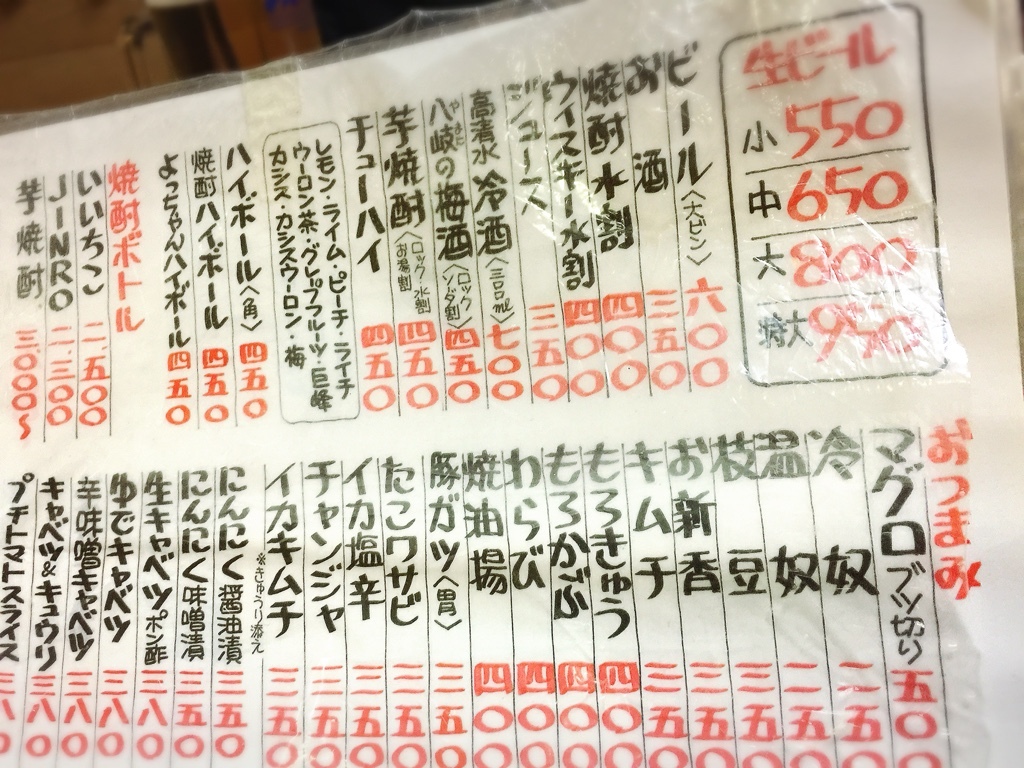 生ビール
小 550
中 650
大 800
特大 950
ビール〈大ビン〉 六〇〇
お酒 三五〇
焼酎水割 四〇〇
ウイスキー水割 四〇〇
ジュース 三五〇
高清水 冷酒〈三〇〇ml〉 七〇〇
八岐の梅酒〈ロック ソーダ割〉 四五〇
芋焼酎〈ロック 水割 お湯割〉 四五〇
チューハイ 四五〇
レモン・ライム・ピーチ・ライチ
ウーロン茶・グレープフルーツ・巨峰
カシス・カシスウーロン・梅
ハイボール〈角〉 四五〇
焼酎ハイボール 四五〇
よっちゃんハイボール 四五〇
焼酎ボトル
いいちこ 二、五〇〇
JINRO 二、三〇〇
芋焼酎 三、〇〇〇〜
おつまみ
マグロブツ切り 五〇
冷奴
温奴
枝豆 三五〇
お新香 三五〇
キムチ 三五〇
もろきゅう 四〇〇
もろかぶ 四〇〇
わらび 四〇〇
焼油揚 四〇〇
豚ガツ〈胃〉 三五〇
たこワサビ 三五〇
イカ塩辛 三五〇
チャンジャ 三五〇
イカキムチ 三五〇
※きゅうり添え
にんにく醤油漬 三五〇
にんにく味噌漬 三五〇
生キャベツポン酢 三八〇
ゆでキャベツ 三八〇
辛味噌キャベツ 三八〇
キャベツ&キュウリ 三八〇
プチトマトスライス